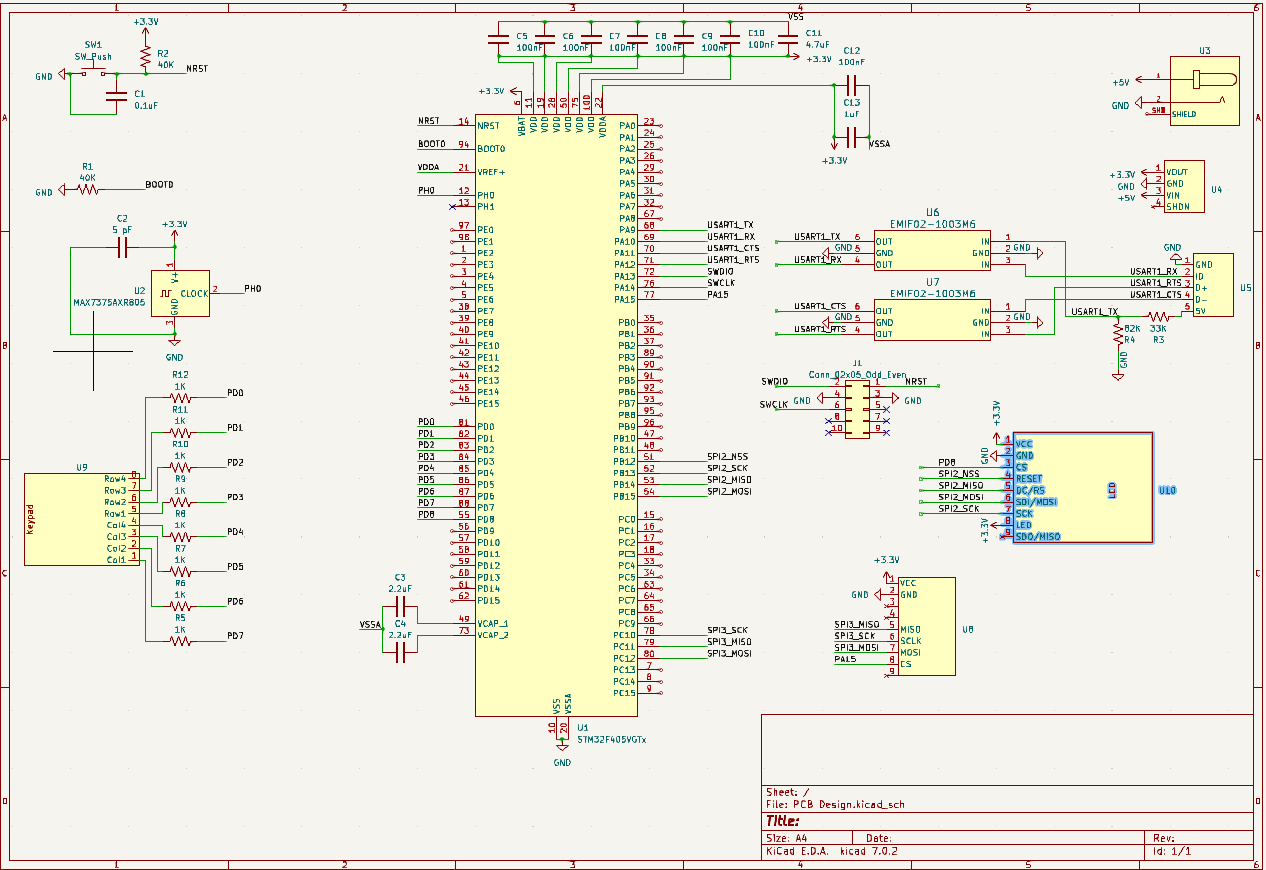 1 2 3 4 5 6
A
B
C
D
+3.3V
SW1
SW_Push
R2
40K
GND
NRST
C1
0.1uF
R1
40K
GND
BOOT0
C2
5 pF
+3.3V
U2
MAX7375AXR805
1
V+
GND
3
CLOCK
2
PH0
GND
R12
1K
PD0
R11
1K
PD1
R10
1K
PD2
R9
1K
PD3
R8
1K
PD4
R7
1K
PD5
R6
1K
PD6
R5
1K
PD7
U9
Keypad
Row4 8
Row3 7
Row2 6
Row1 5
Col4 4
Col3 3
Col2 2
Col1 1
VSS
C5
100nF
C6
100nF
C7
100nF
C8
100nF
C9
100nF
C10
100nF
C11
4.7uF
+3.3V
C12
100nF
C13
1uF
+3.3V
VSSA
+3.3V
6 VBAT
11 VDD
19 VDD
28 VDD
50 VDD
75 VDD
100 VDD
22 VDDA
NRST 14 NRST
BOOT0 94 BOOT0
VDDA 21 VREF+
PH0 12 PH0
13 PH1
97 PE0
98 PE1
1 PE2
2 PE3
3 PE4
4 PE5
5 PE6
38 PE7
39 PE8
40 PE9
41 PE10
42 PE11
43 PE12
44 PE13
45 PE14
46 PE15
PD0 81 PD0
PD1 82 PD1
PD2 83 PD2
PD3 84 PD3
PD4 85 PD4
PD5 86 PD5
PD6 87 PD6
PD7 88 PD7
PD8 55 PD8
56 PD9
57 PD10
58 PD11
59 PD12
60 PD13
61 PD14
62 PD15
C3
2.2uF
C4
2.2uF
VSSA
49 VCAP_1
73 VCAP_2
PA0 23
PA1 24
PA2 25
PA3 26
PA4 29
PA5 30
PA6 31
PA7 32
PA8 67
PA9 68 USART1_TX
PA10 69 USART1_RX
PA11 70 USART1_CTS
PA12 71 USART1_RTS
PA13 72 SWDIO
PA14 76 SWCLK
PA15 77 PA15
PB0 35
PB1 36
PB2 37
PB3 89
PB4 90
PB5 91
PB6 92
PB7 93
PB8 95
PB9 96
PB10 47
PB11 48
PB12 51 SPI2_NSS
PB13 52 SPI2_SCK
PB14 53 SPI2_MISO
PB15 54 SPI2_MOSI
PC0 15
PC1 16
PC2 17
PC3 18
PC4 33
PC5 34
PC6 63
PC7 64
PC8 65
PC9 66
PC10 78 SPI3_SCK
PC11 79 SPI3_MISO
PC12 80 SPI3_MOSI
PC13 7
PC14 8
PC15 9
VSS 10
VSSA 20
U1
STM32F405VGTx
GND
U3
+5V 1
GND 2
SHIELD
U4
+3.3V 1 VOUT
GND 2 GND
+5V 3 VIN
4 SHDN
U6
EMIF02-1003M6
USART1_TX 6 OUT IN 1
GND 5 GND GND 2 GND
USART1_RX 4 OUT IN 3
U7
EMIF02-1003M6
USART1_CTS 6 OUT IN 1
GND 5 GND GND 2 GND
USART1_RTS 4 OUT IN 3
GND
U5
1 GND
USART1_RX 2 ID
USART1_RTS 3 D+
USART1_CTS 4 D-
5 5V
USART1_TX
82K
R4
33K
R3
GND
J1
Conn_02x05_Odd_Even
SWDIO 2 1 NRST
GND 4 3 GND
SWCLK 6 5
8 7
10 9
+3.3V
GND
1 VCC
2 GND
PD8 3 CS
SPI2_NSS 4 RESET
SPI2_MISO 5 DC/RS
SPI2_MOSI 6 SDI/MOSI
SPI2_SCK 7 SCK
+3.3V 8 LED
9 SDO/MISO
LCD
U10
+3.3V
1 VCC
GND 2 GND
3
4
SPI3_MISO 5 MISO
SPI3_SCK 6 SCLK
SPI3_MOSI 7 MOSI
PA15 8 CS
9
U8
Sheet: /
File: PCB Design.kicad_sch
Title:
Size: A4 Date: Rev:
KiCad E.D.A. kicad 7.0.2 Id: 1/1
1 2 3 4 5 6